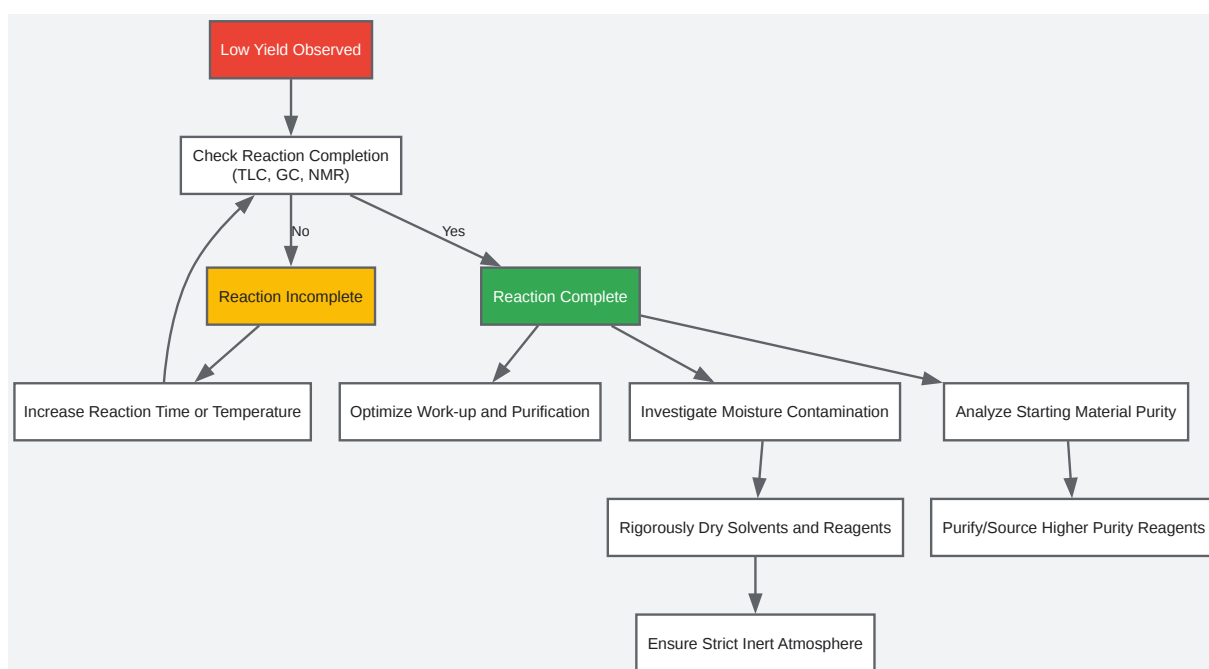 Low Yield Observed
Check Reaction Completion
(TLC, GC, NMR)
No
Yes
Reaction Incomplete
Reaction Complete
Increase Reaction Time or Temperature
Optimize Work-up and Purification
Investigate Moisture Contamination
Analyze Starting Material Purity
Rigorously Dry Solvents and Reagents
Purify/Source Higher Purity Reagents
Ensure Strict Inert Atmosphere